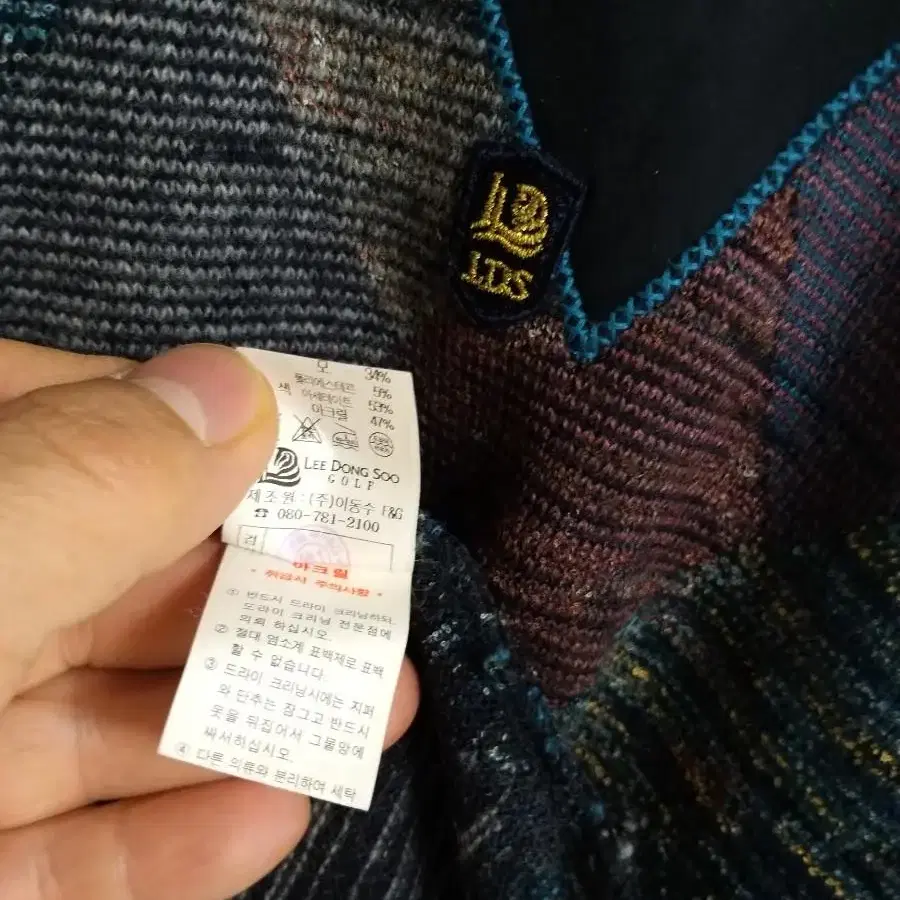 LDS
모 34%
폴리에스테르 5%
색 아세테이트 53%
아크릴 47%
LEE DONG SOO
GOLF
제조원 : (주)이동수 F&G
☎ 080-781-2100
검
아크릴
* 취급시 주의사항 *
① 반드시 드라이 크리닝하되,
드라이 크리닝 전문점에
의뢰 하십시오.
② 절대 염소계 표백제로 표백
할 수 없습니다.
③ 드라이 크리닝시에는 지퍼
와 단추는 잠그고 반드시
옷을 뒤집어서 그물망에
싸서하십시오.
④ 다른 의류와 분리하여 세탁